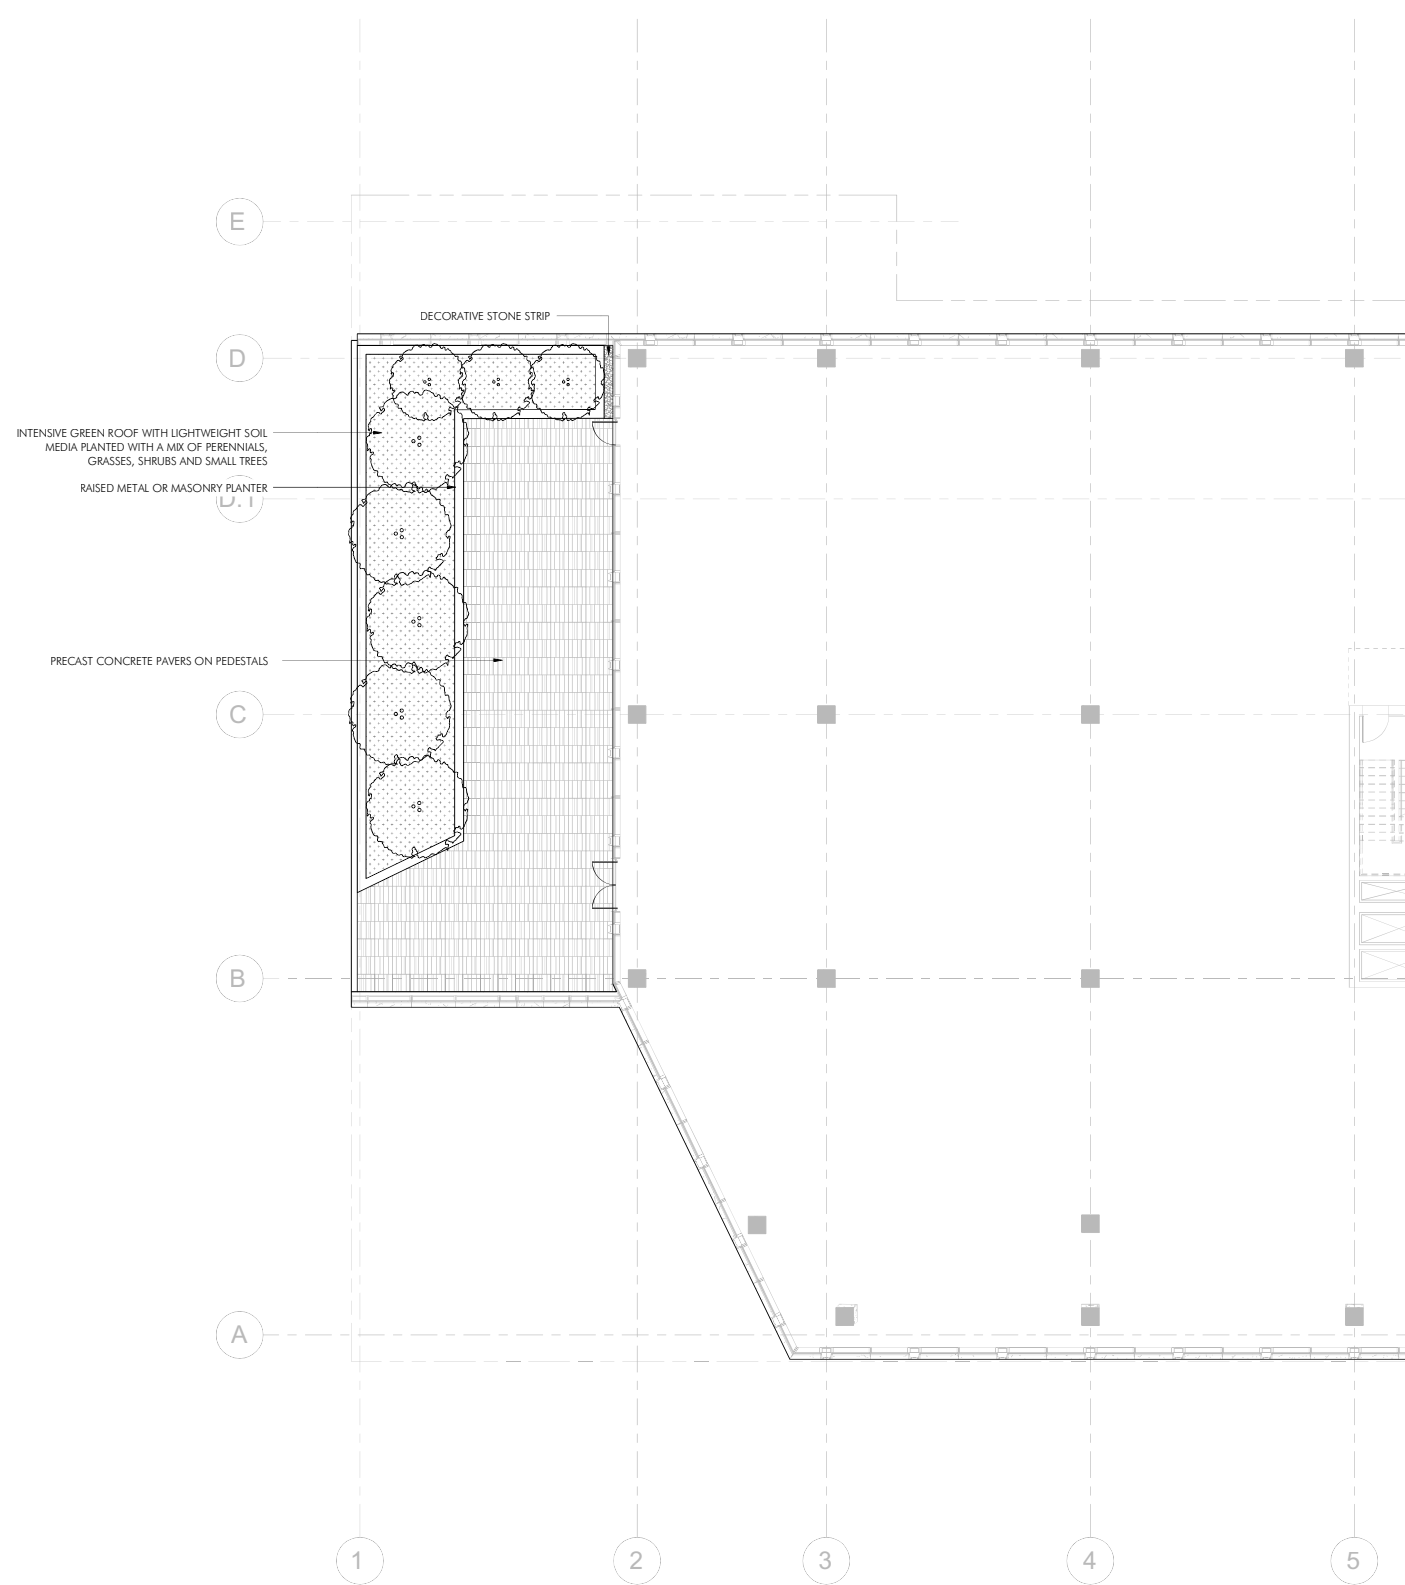 E
DECORATIVE STONE STRIP
D
INTENSIVE GREEN ROOF WITH LIGHTWEIGHT SOIL
MEDIA PLANTED WITH A MIX OF PERENNIALS,
GRASSES, SHRUBS AND SMALL TREES
RAISED METAL OR MASONRY PLANTER
D.1
PRECAST CONCRETE PAVERS ON PEDESTALS
C
B
A
1 2 3 4 5